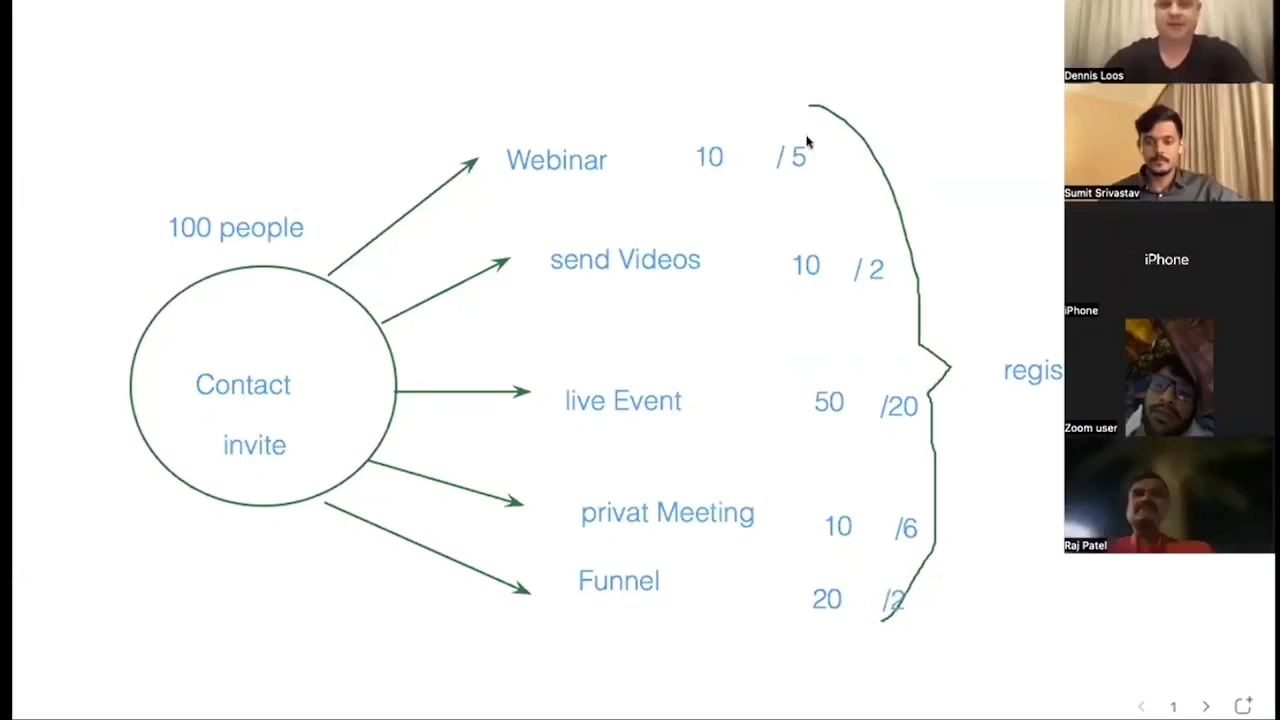 100 people
Contact
invite
Webinar 10 / 5
send Videos 10 / 2
live Event 50 /20
privat Meeting 10 /6
Funnel 20 /2
regis
Dennis Loos
Sumit Srivastav
iPhone
iPhone
Zoom user
Raj Patel
1